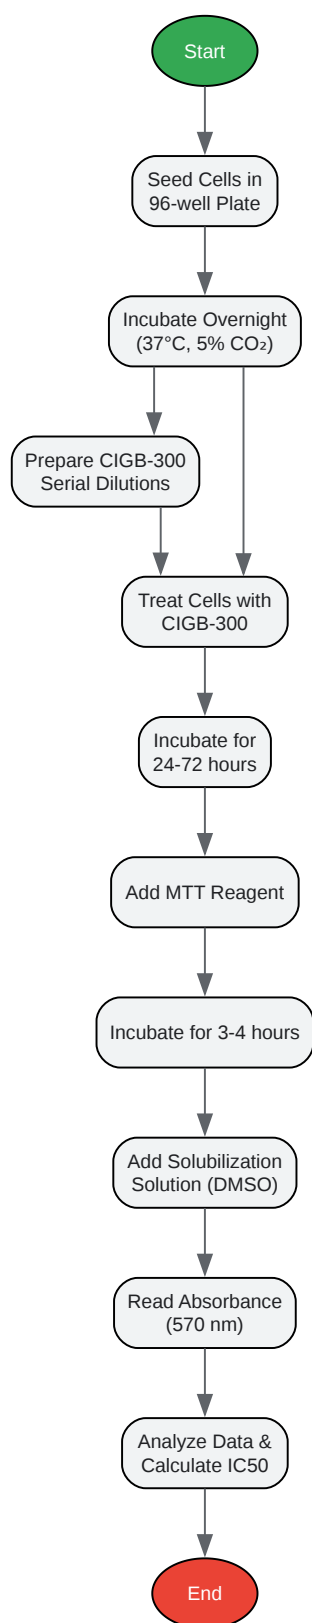 Start
Seed Cells in
96-well Plate
Incubate Overnight
(37°C, 5% CO₂)
Prepare CIGB-300
Serial Dilutions
Treat Cells with
CIGB-300
Incubate for
24-72 hours
Add MTT Reagent
Incubate for 3-4 hours
Add Solubilization
Solution (DMSO)
Read Absorbance
(570 nm)
Analyze Data &
Calculate IC50
End